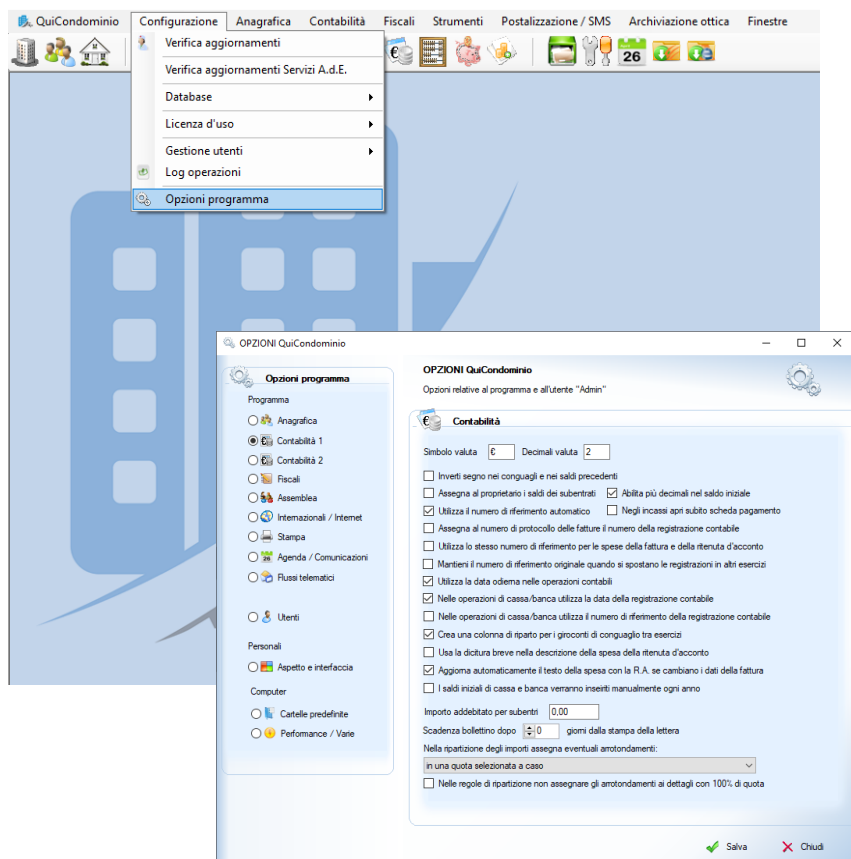 QuiCondominio Configurazione Anagrafica Contabilità Fiscali Strumenti Postalizzazione / SMS Archiviazione ottica Finestre
Verifica aggiornamenti
Verifica aggiornamenti Servizi A.d.E.
Database
Licenza d'uso
Gestione utenti
Log operazioni
Opzioni programma
26
OPZIONI QuiCondominio
Opzioni programma
Programma
Anagrafica
Contabilità 1
Contabilità 2
Fiscali
Assemblea
Internazionali / Internet
Stampa
Agenda / Comunicazioni
Flussi telematici
Utenti
Personali
Aspetto e interfaccia
Computer
Cartelle predefinite
Performance / Varie
OPZIONI QuiCondominio
Opzioni relative al programma e all'utente "Admin"
Contabilità
Simbolo valuta € Decimali valuta 2
Inverti segno nei conguagli e nei saldi precedenti
Assegna al proprietario i saldi dei subentrati Abilita più decimali nel saldo iniziale
Utilizza il numero di riferimento automatico Negli incassi apri subito scheda pagamento
Assegna al numero di protocollo delle fatture il numero della registrazione contabile
Utilizza lo stesso numero di riferimento per le spese della fattura e della ritenuta d'acconto
Mantieni il numero di riferimento originale quando si spostano le registrazioni in altri esercizi
Utilizza la data odierna nelle operazioni contabili
Nelle operazioni di cassa/banca utilizza la data della registrazione contabile
Nelle operazioni di cassa/banca utilizza il numero di riferimento della registrazione contabile
Crea una colonna di riparto per i giroconti di conguaglio tra esercizi
Usa la dicitura breve nella descrizione della spesa della ritenuta d'acconto
Aggiorna automaticamente il testo della spesa con la R.A. se cambiano i dati della fattura
I saldi iniziali di cassa e banca verranno inseriti manualmente ogni anno
Importo addebitato per subentri 0,00
Scadenza bollettino dopo 0 giorni dalla stampa della lettera
Nella ripartizione degli importi assegna eventuali arrotondamenti:
in una quota selezionata a caso
Nelle regole di ripartizione non assegnare gli arrotondamenti ai dettagli con 100% di quota
Salva Chiudi